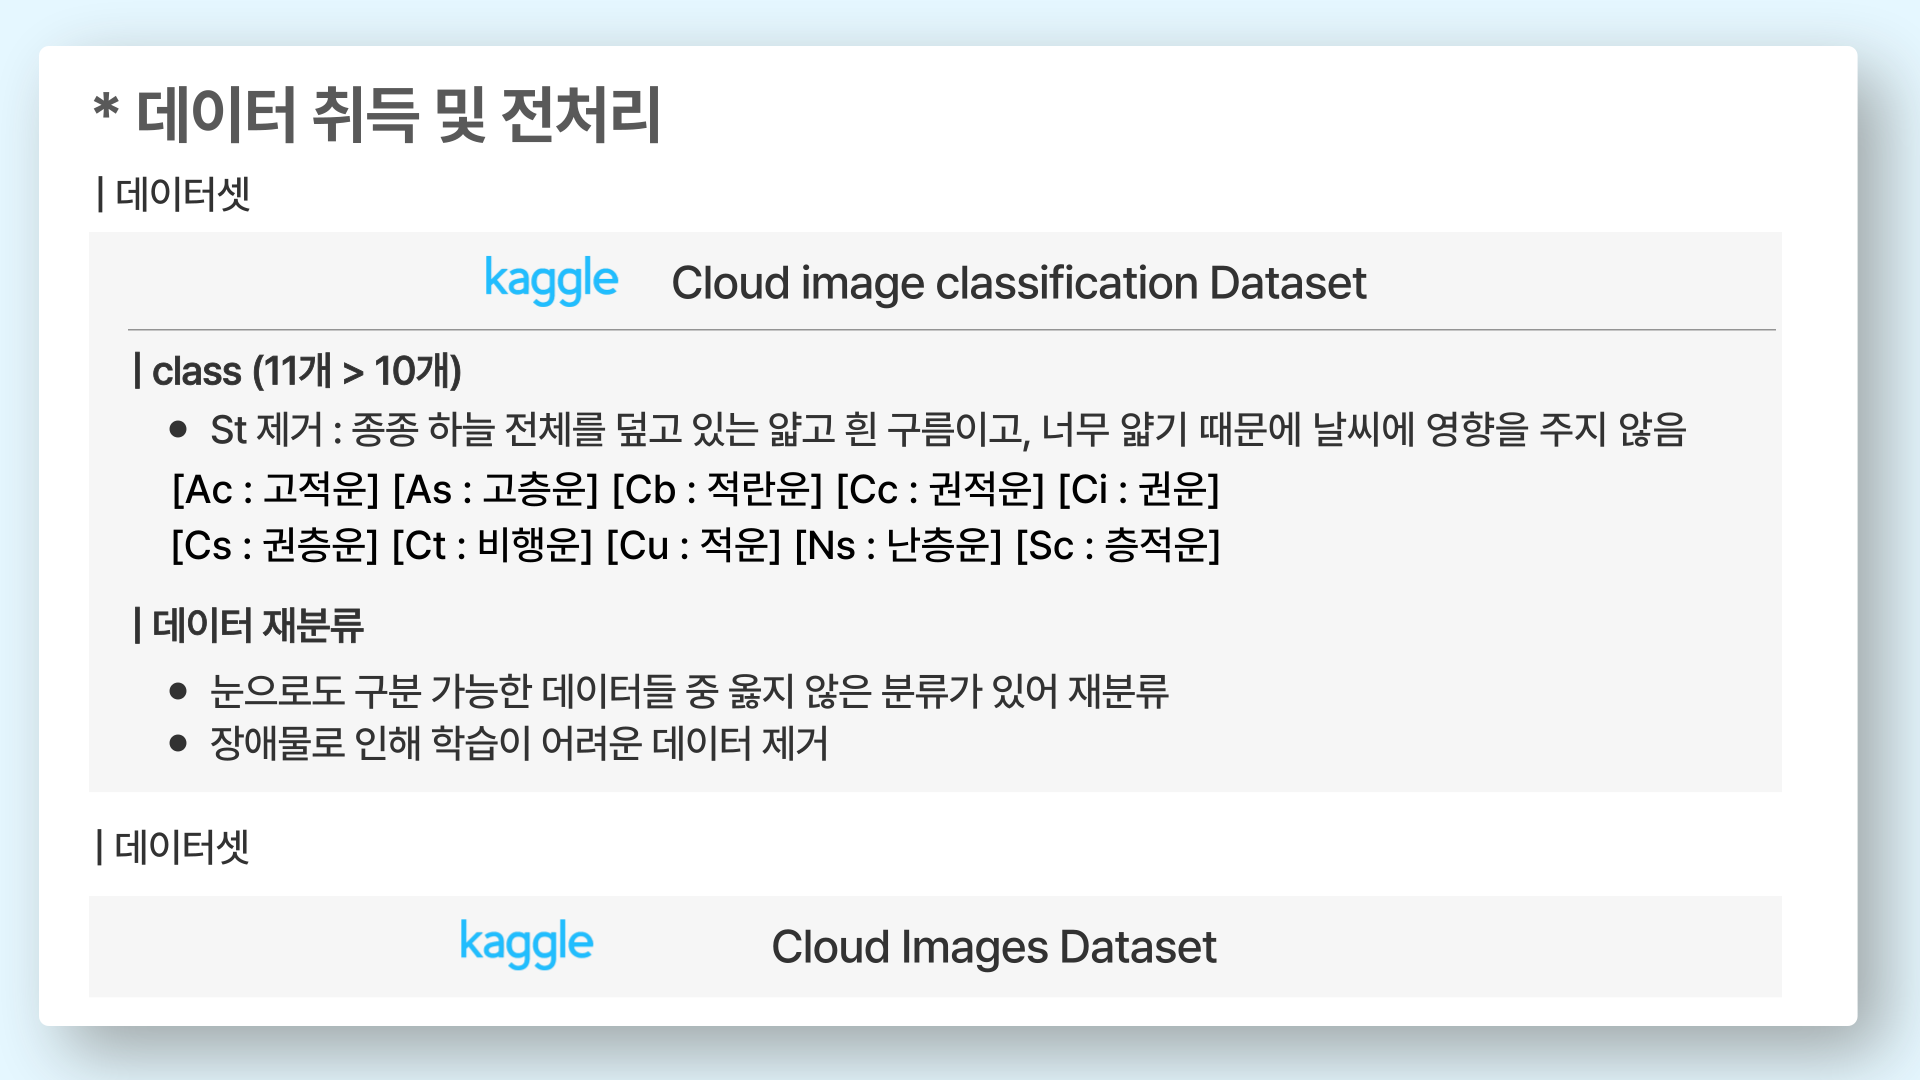 * 데이터 취득 및 전처리
| 데이터셋
kaggle Cloud image classification Dataset
| class (11개 > 10개)
● St 제거 : 종종 하늘 전체를 덮고 있는 얇고 흰 구름이고, 너무 얇기 때문에 날씨에 영향을 주지 않음
[Ac : 고적운] [As : 고층운] [Cb : 적란운] [Cc : 권적운] [Ci : 권운]
[Cs : 권층운] [Ct : 비행운] [Cu : 적운] [Ns : 난층운] [Sc : 층적운]
| 데이터 재분류
● 눈으로도 구분 가능한 데이터들 중 옳지 않은 분류가 있어 재분류
● 장애물로 인해 학습이 어려운 데이터 제거
| 데이터셋
kaggle Cloud Images Dataset